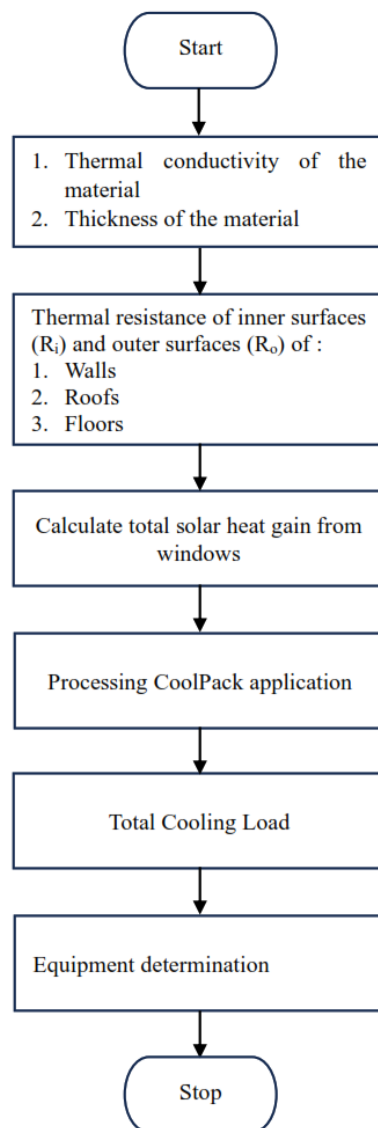 Start
1. Thermal conductivity of the
material
2. Thickness of the material
Thermal resistance of inner surfaces
(Ri) and outer surfaces (Ro) of :
1. Walls
2. Roofs
3. Floors
Calculate total solar heat gain from
windows
Processing CoolPack application
Total Cooling Load
Equipment determination
Stop